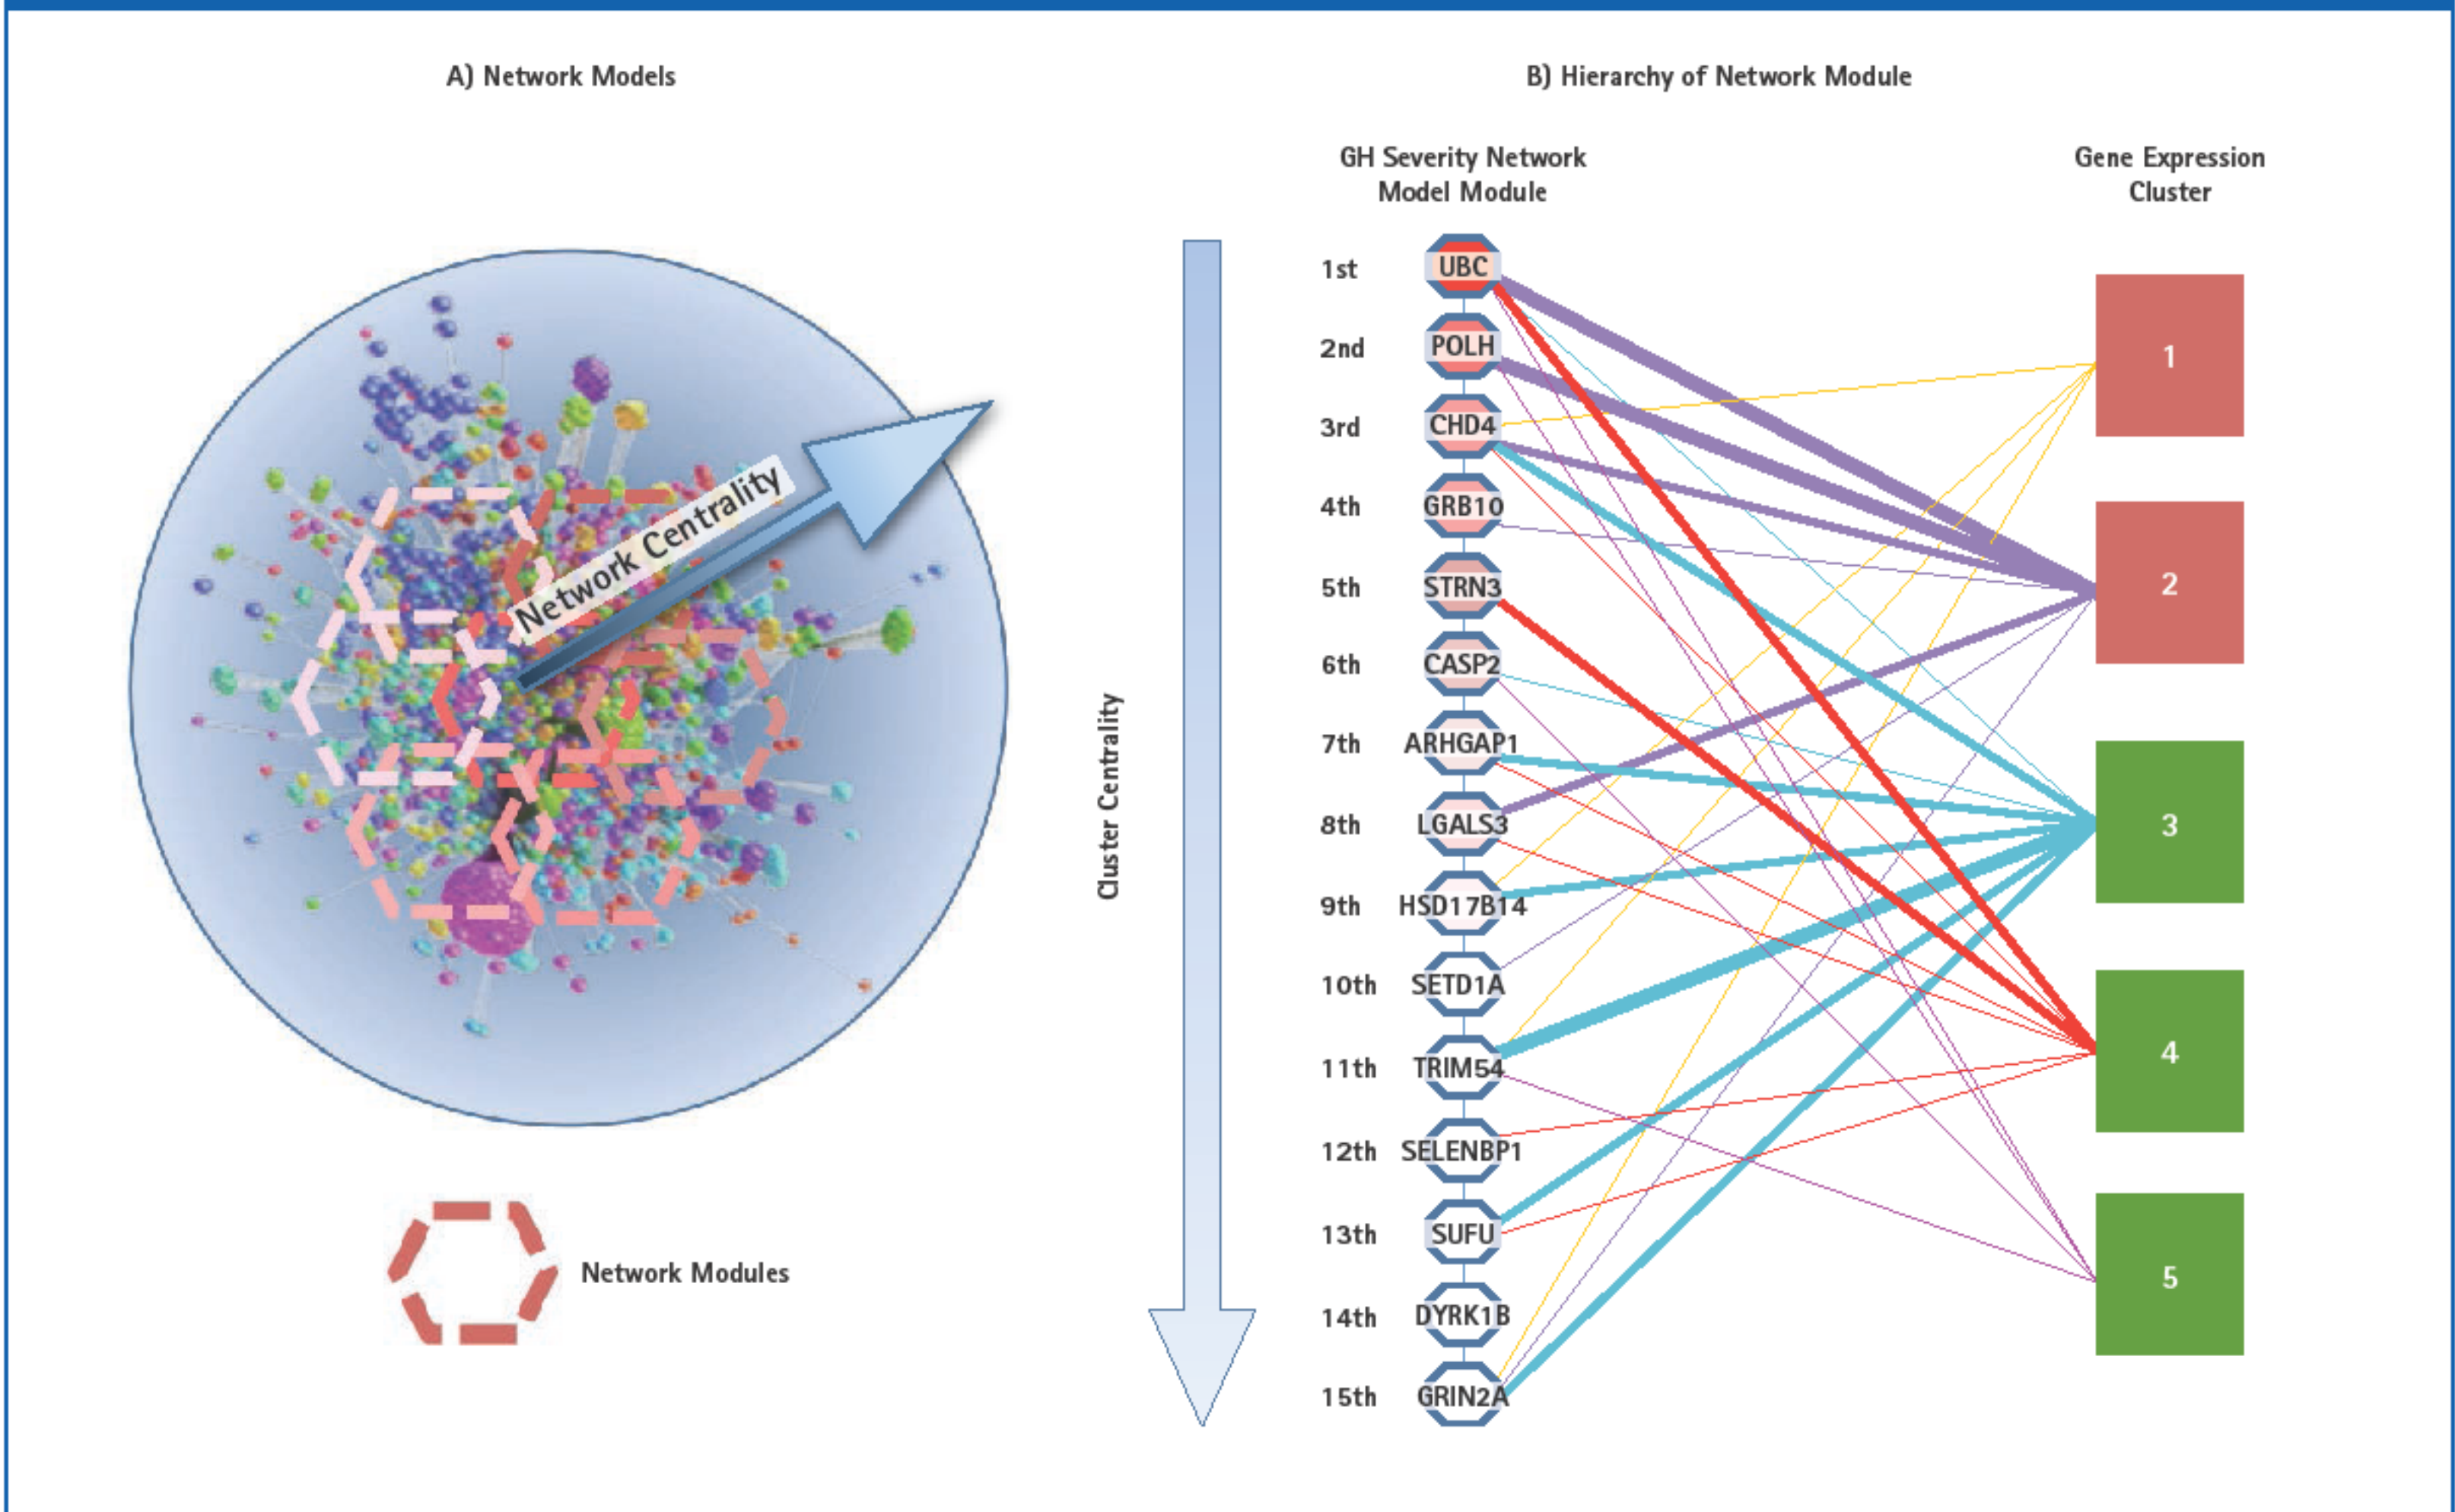 A) Network Models
B) Hierarchy of Network Module
GH Severity Network
Model Module
Gene Expression
Cluster
Network Centrality
Network Modules
Cluster Centrality
1st UBC
2nd POLH
3rd CHD4
4th GRB10
5th STRN3
6th CASP2
7th ARHGAP1
8th LGALS3
9th HSD17B14
10th SETD1A
11th TRIM54
12th SELENBP1
13th SUFU
14th DYRK1B
15th GRIN2A
1
2
3
4
5